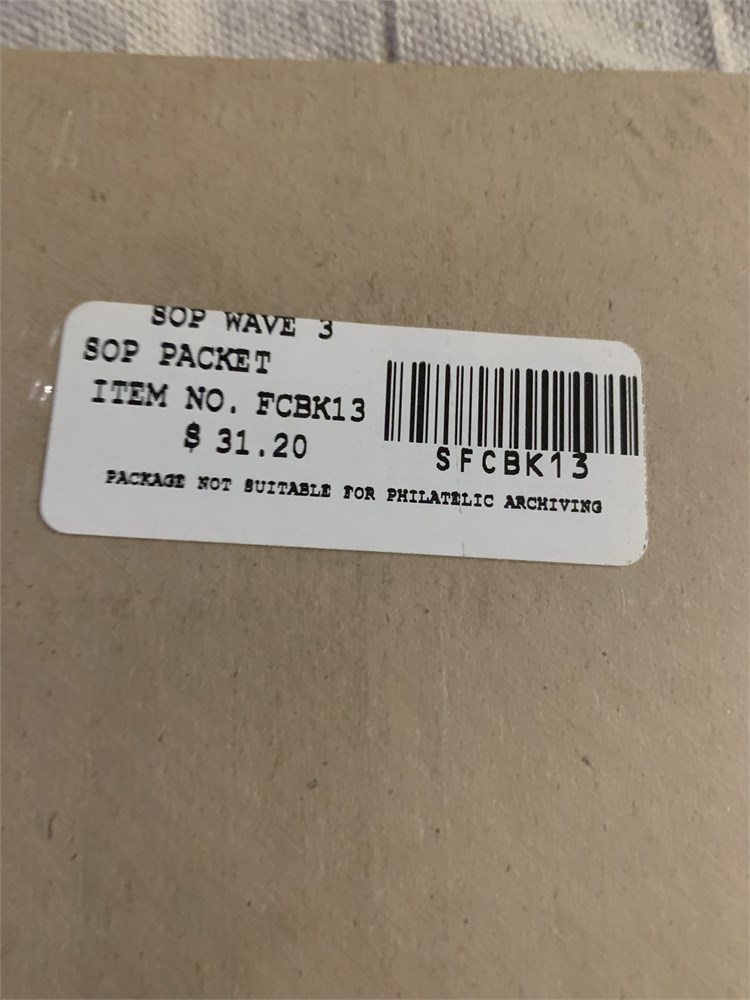 SOP WAVE 3
SOP PACKET
ITEM NO. FCBK13
$ 31.20
SFCBK13
PACKAGE NOT SUITABLE FOR PHILATELIC ARCHIVING